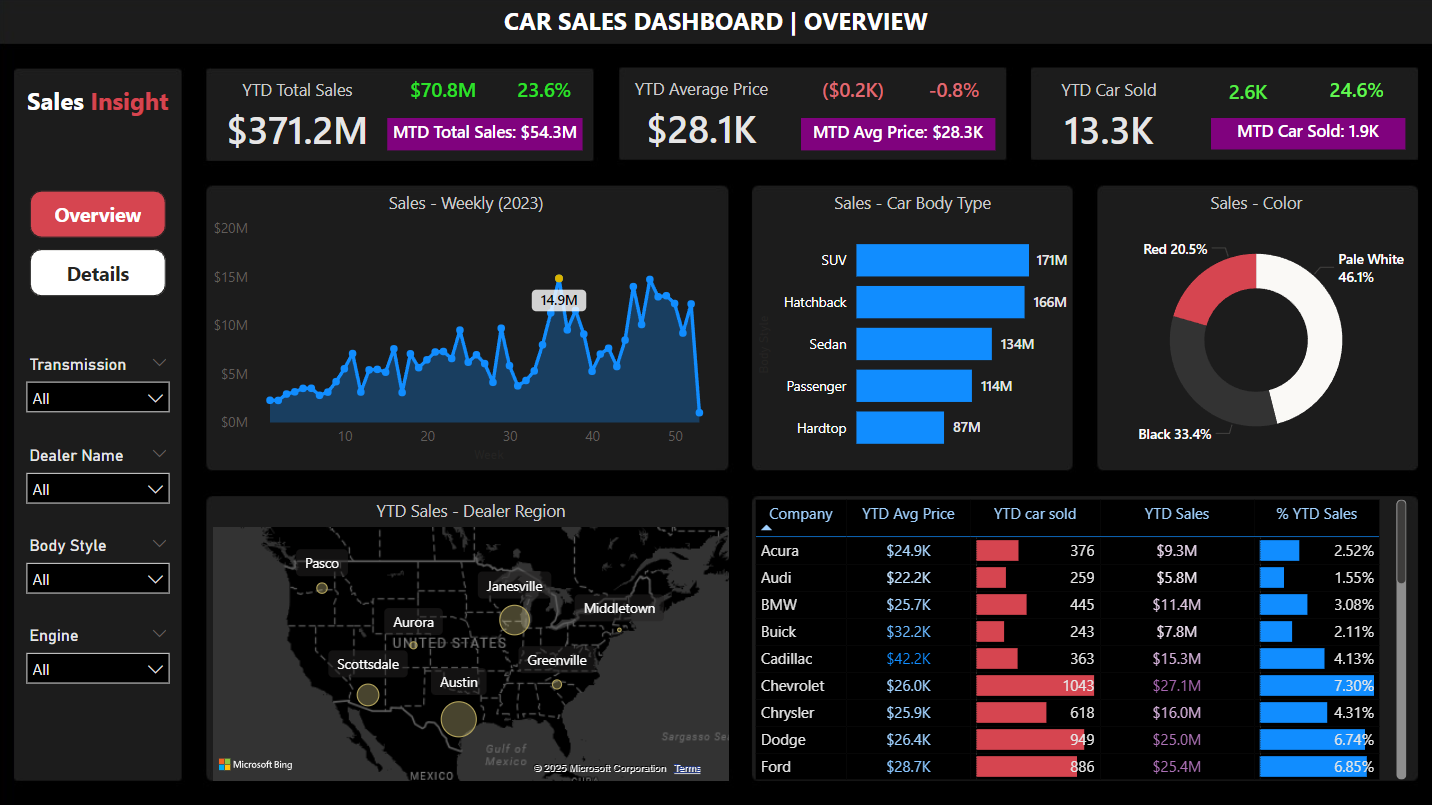 CAR SALES DASHBOARD | OVERVIEW
Sales Insight
Overview
Details
Transmission
All
Dealer Name
All
Body Style
All
Engine
All
YTD Total Sales $70.8M 23.6%
$371.2M MTD Total Sales: $54.3M
YTD Average Price ($0.2K) -0.8%
$28.1K MTD Avg Price: $28.3K
YTD Car Sold 2.6K 24.6%
13.3K MTD Car Sold: 1.9K
Sales - Weekly (2023)
$20M
$15M
$10M
$5M
$0M
14.9M
10 20 30 40 50
Week
Sales - Car Body Type
Body Style
SUV 171M
Hatchback 166M
Sedan 134M
Passenger 114M
Hardtop 87M
Sales - Color
Red 20.5%
Pale White
46.1%
Black 33.4%
YTD Sales - Dealer Region
Pasco
Janesville
Middletown
Aurora
UNITED STATES
Scottsdale
Greenville
Austin
Gulf of
Mexico
Sargasso Se
MEXICO
CUBA
Microsoft Bing
© 2025 Microsoft Corporation Terms
Company YTD Avg Price YTD car sold YTD Sales % YTD Sales
Acura $24.9K 376 $9.3M 2.52%
Audi $22.2K 259 $5.8M 1.55%
BMW $25.7K 445 $11.4M 3.08%
Buick $32.2K 243 $7.8M 2.11%
Cadillac $42.2K 363 $15.3M 4.13%
Chevrolet $26.0K 1043 $27.1M 7.30%
Chrysler $25.9K 618 $16.0M 4.31%
Dodge $26.4K 949 $25.0M 6.74%
Ford $28.7K 886 $25.4M 6.85%